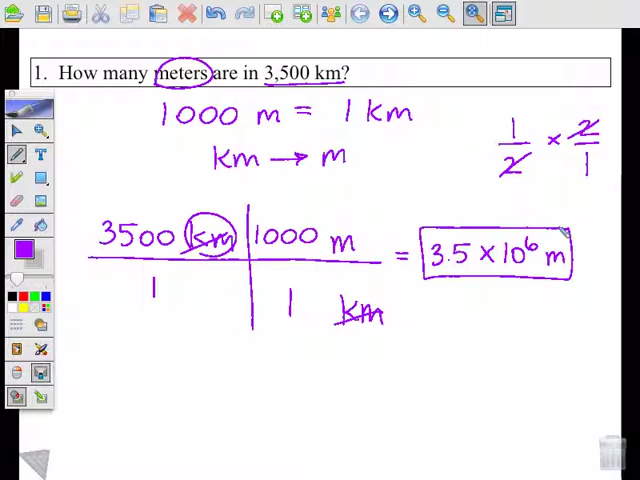 1. How many meters are in 3,500 km?
1000 m = 1 km
km → m
1/2 × 2/1
3500 km | 1000 m = 3.5 × 10⁶ m
1 | 1 km
T